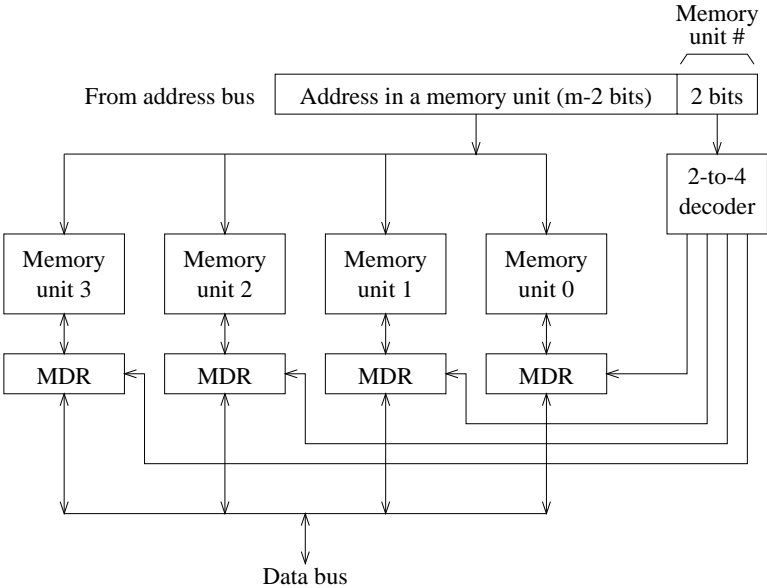 Memory
unit #
From address bus
Address in a memory unit (m-2 bits)
2 bits
2-to-4
decoder
Memory
unit 3
Memory
unit 2
Memory
unit 1
Memory
unit 0
MDR
MDR
MDR
MDR
Data bus